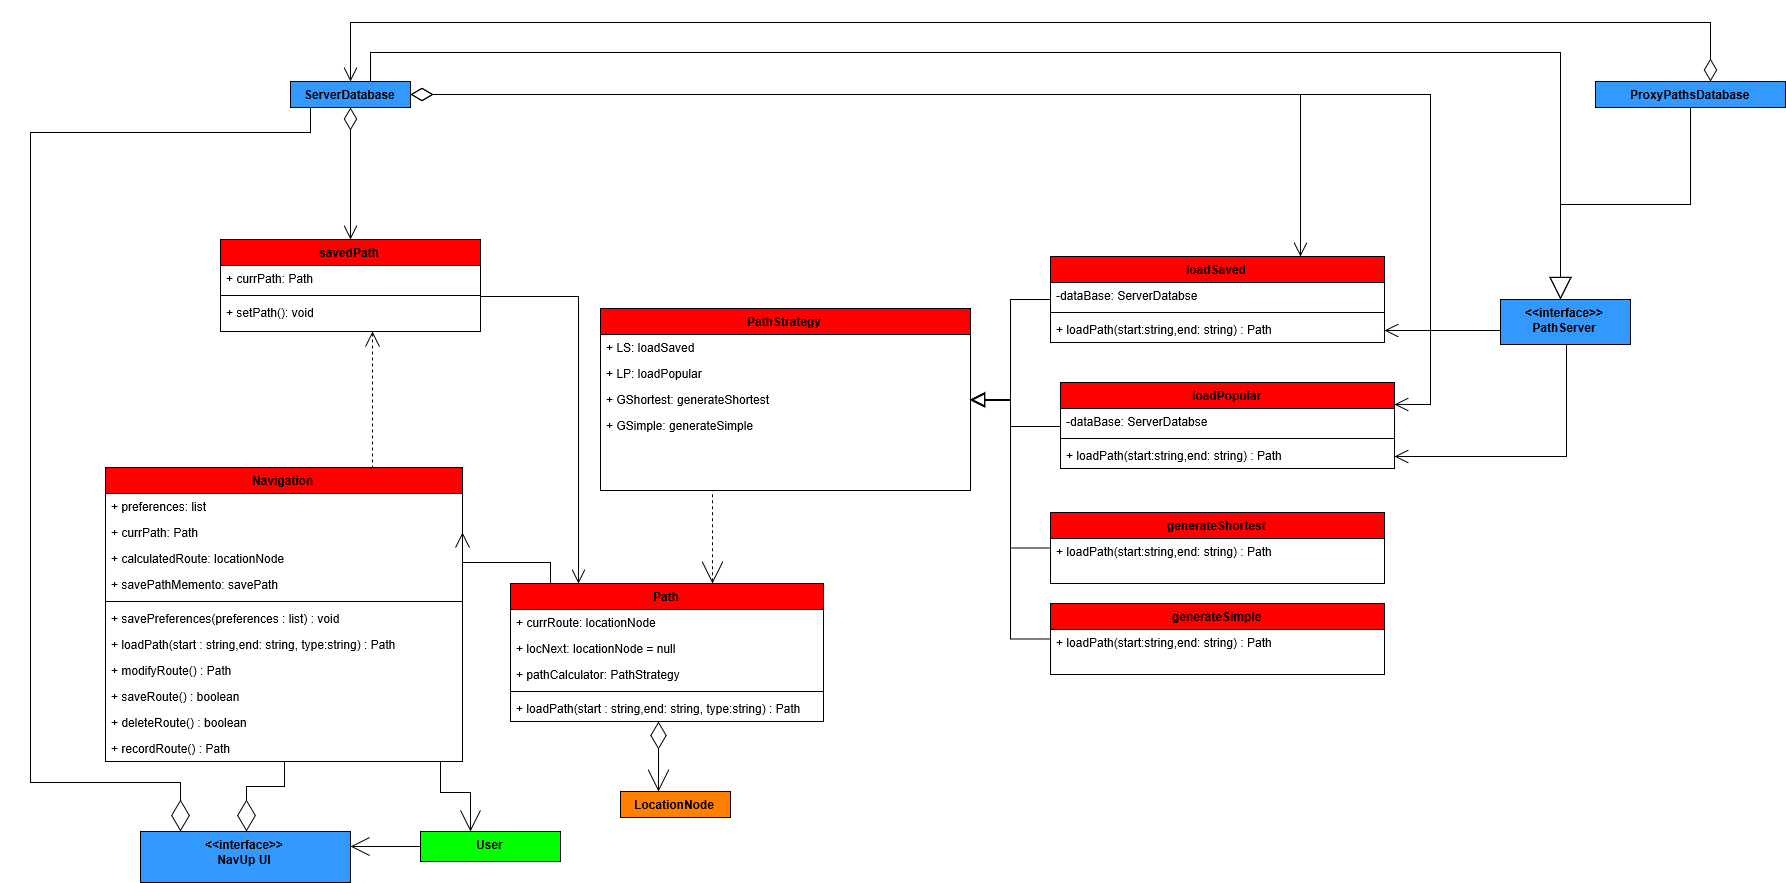 ServerDatabase
ProxyPathsDatabase
savedPath
+ currPath: Path
+ setPath(): void
loadSaved
-dataBase: ServerDatabse
+ loadPath(start:string,end: string) : Path
<<interface>>
PathServer
PathStrategy
+ LS: loadSaved
+ LP: loadPopular
+ GShortest: generateShortest
+ GSimple: generateSimple
loadPopular
-dataBase: ServerDatabse
+ loadPath(start:string,end: string) : Path
Navigation
+ preferences: list
+ currPath: Path
+ calculatedRoute: locationNode
+ savePathMemento: savePath
+ savePreferences(preferences : list) : void
+ loadPath(start : string,end: string, type:string) : Path
+ modifyRoute() : Path
+ saveRoute() : boolean
+ deleteRoute() : boolean
+ recordRoute() : Path
generateShortest
+ loadPath(start:string,end: string) : Path
Path
+ currRoute: locationNode
+ locNext: locationNode = null
+ pathCalculator: PathStrategy
+ loadPath(start : string,end: string, type:string) : Path
generateSimple
+ loadPath(start:string,end: string) : Path
LocationNode
<<interface>>
NavUp UI
User